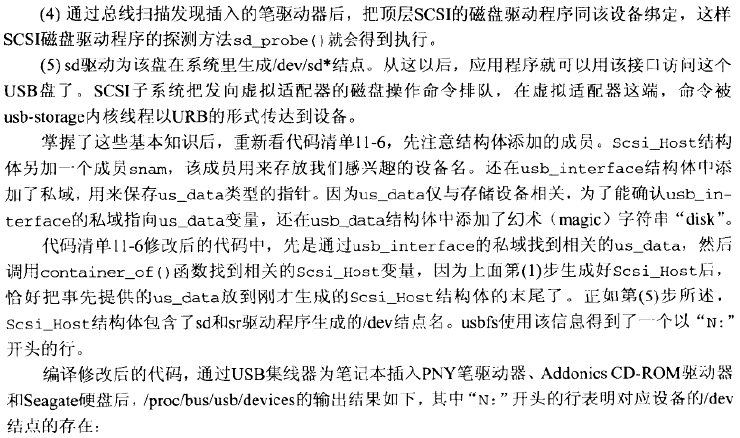 (4) 通过总线扫描发现插入的笔驱动器后，把顶层SCSI的磁盘驱动程序同该设备绑定，这样
SCSI磁盘驱动程序的探测方法sd_probe()就会得到执行。
(5) sd驱动为该盘在系统里生成/dev/sd*结点。从这以后，应用程序就可以用该接口访问这个
USB盘了。SCSI子系统把发向虚拟适配器的磁盘操作命令排队，在虚拟适配器这端，命令被
usb-storage内核线程以URB的形式传达到设备。
掌握了这些基本知识后，重新看代码清单11-6，先注意结构体添加的成员。Scsi_Host结构
体另加一个成员snam，该成员用来存放我们感兴趣的设备名。还在usb_interface结构体中添
加了私域，用来保存us_data类型的指针。因为us_data仅与存储设备相关，为了能确认usb_in-
terface的私域指向us_data变量，还在usb_data结构体中添加了幻术（magic）字符串“disk”。
代码清单11-6修改后的代码中，先是通过usb_interface的私域找到相关的us_data，然后
调用container_of()函数找到相关的Scsi_Host变量，因为上面第(1)步生成好Scsi_Host后，
恰好把事先提供的us_data放到刚才生成的Scsi_Host结构体的末尾了。正如第(5)步所述，
Scsi_Host结构体包含了sd和sr驱动程序生成的/dev结点名。usbfs使用该信息得到了一个以“N:”
开头的行。
编译修改后的代码，通过USB集线器为笔记本插入PNY笔驱动器、Addonics CD-ROM驱动器
和Seagate硬盘后，/proc/bus/usb/devices的输出结果如下，其中“N:”开头的行表明对应设备的/dev
结点的存在：